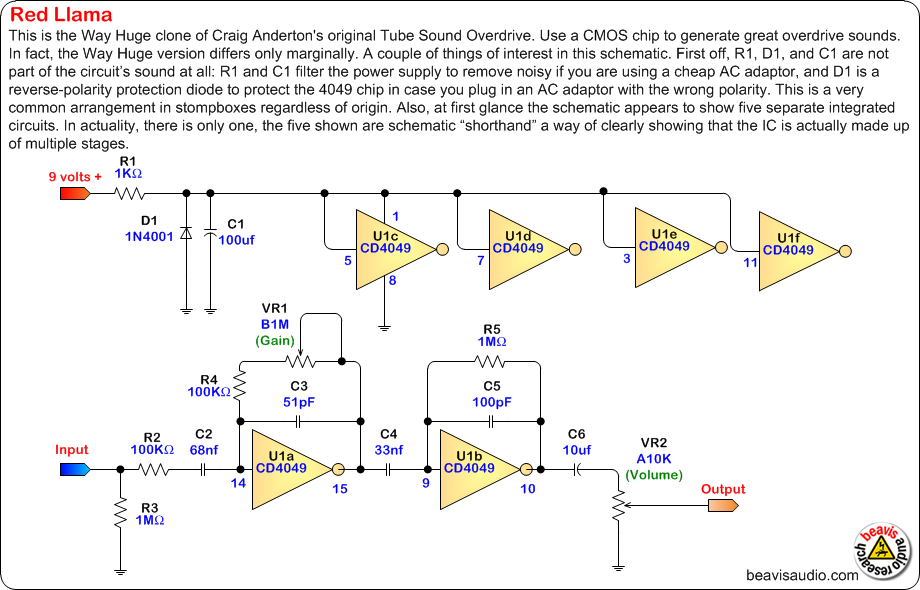 Red Llama
This is the Way Huge clone of Craig Anderton's original Tube Sound Overdrive. Use a CMOS chip to generate great overdrive sounds.
In fact, the Way Huge version differs only marginally. A couple of things of interest in this schematic. First off, R1, D1, and C1 are not
part of the circuit's sound at all: R1 and C1 filter the power supply to remove noisy if you are using a cheap AC adaptor, and D1 is a
reverse-polarity protection diode to protect the 4049 chip in case you plug in an AC adaptor with the wrong polarity. This is a very
common arrangement in stompboxes regardless of origin. Also, at first glance the schematic appears to show five separate integrated
circuits. In actuality, there is only one, the five shown are schematic “shorthand” a way of clearly showing that the IC is actually made up
of multiple stages.
R1
1KΩ
9 volts +
D1
1N4001
C1
100uf
1
U1c
CD4049
5
8
U1d
CD4049
7
U1e
CD4049
3
U1f
CD4049
11
VR1
B1M
(Gain)
R4
100KΩ
C3
51pF
R5
1MΩ
C5
100pF
Input
R2
100KΩ
C2
68nf
U1a
CD4049
14
15
C4
33nf
U1b
CD4049
9
10
C6
10uf
VR2
A10K
(Volume)
Output
R3
1MΩ
beavis audio research
beavisaudio.com